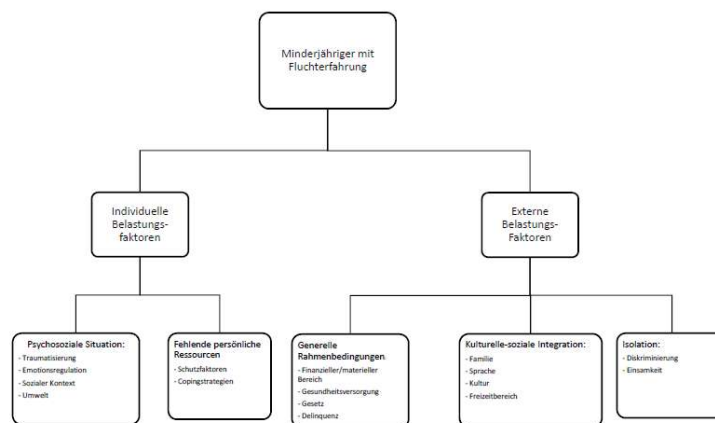 Minderjähriger mit
Fluchterfahrung
Individuelle
Belastungs-
faktoren
Externe
Belastungs-
Faktoren
Psychosoziale Situation:
- Traumatisierung
- Emotionsregulation
- Sozialer Kontext
- Umwelt
Fehlende persönliche
Ressourcen
- Schutzfaktoren
- Copingstrategien
Generelle
Rahmenbedingungen
- Finanzieller/materieller
Bereich
- Gesundheitsversorgung
- Gesetz
- Delinquenz
Kulturelle-soziale Integration:
- Familie
- Sprache
- Kultur
- Freizeitbereich
Isolation:
- Diskriminierung
- Einsamkeit